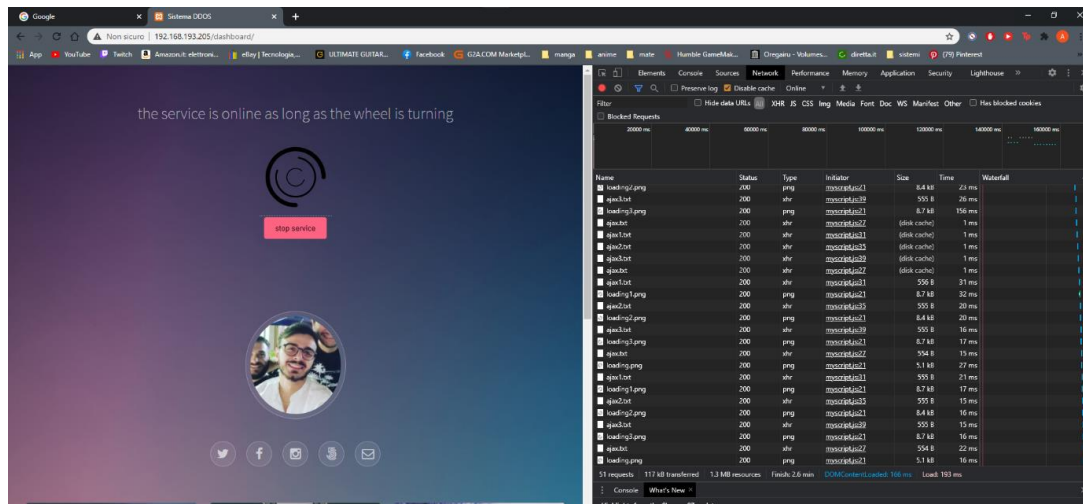 Google
Sistema DDOS
Non sicuro | 192.168.193.205/dashboard/
App YouTube Twitch Amazon.it: elettroni... eBay | Tecnologia,... ULTIMATE GUITAR... Facebook G2A.COM Marketpl... manga anime mate Humble GameMak... Oregairu - Volumes... diretta.it sistemi (79) Pinterest
the service is online as long as the wheel is turning
stop service
Elements Console Sources Network Performance Memory Application Security Lighthouse
Preserve log Disable cache Online
Filter Hide data URLs All XHR JS CSS Img Media Font Doc WS Manifest Other Has blocked cookies
Blocked Requests
20000 ms 40000 ms 60000 ms 80000 ms 100000 ms 120000 ms 140000 ms 160000 ms
Name Status Type Initiator Size Time Waterfall
loading2.png 200 png myscript.js:21 8.4 kB 23 ms
ajax3.txt 200 xhr myscript.js:39 555 B 26 ms
loading3.png 200 png myscript.js:21 8.7 kB 156 ms
ajax.txt 200 xhr myscript.js:27 (disk cache) 1 ms
ajax1.txt 200 xhr myscript.js:31 (disk cache) 1 ms
ajax2.txt 200 xhr myscript.js:35 (disk cache) 1 ms
ajax3.txt 200 xhr myscript.js:39 (disk cache) 1 ms
ajax.txt 200 xhr myscript.js:27 (disk cache) 1 ms
ajax1.txt 200 xhr myscript.js:31 556 B 31 ms
loading1.png 200 png myscript.js:21 8.7 kB 32 ms
ajax2.txt 200 xhr myscript.js:35 555 B 20 ms
loading2.png 200 png myscript.js:21 8.4 kB 20 ms
ajax3.txt 200 xhr myscript.js:39 555 B 16 ms
loading3.png 200 png myscript.js:21 8.7 kB 17 ms
ajax.txt 200 xhr myscript.js:27 554 B 15 ms
loading.png 200 png myscript.js:21 5.1 kB 27 ms
ajax1.txt 200 xhr myscript.js:31 555 B 21 ms
loading1.png 200 png myscript.js:21 8.7 kB 17 ms
ajax2.txt 200 xhr myscript.js:35 555 B 15 ms
loading2.png 200 png myscript.js:21 8.4 kB 16 ms
ajax3.txt 200 xhr myscript.js:39 555 B 15 ms
loading3.png 200 png myscript.js:21 8.7 kB 16 ms
ajax.txt 200 xhr myscript.js:27 554 B 22 ms
loading.png 200 png myscript.js:21 5.1 kB 16 ms
51 requests 117 kB transferred 1.3 MB resources Finish: 2.6 min DOMContentLoaded: 166 ms Load: 193 ms
Console What's New